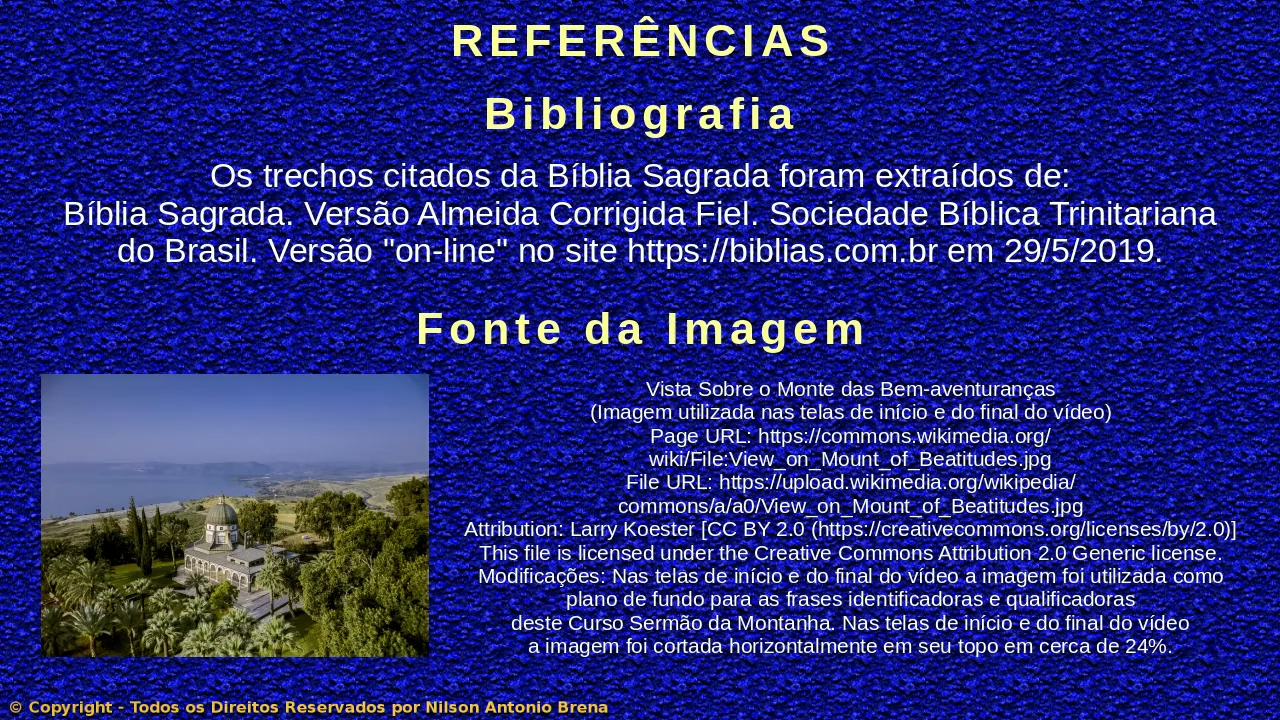 REFERÊNCIAS
Bibliografia
Os trechos citados da Bíblia Sagrada foram extraídos de:
Bíblia Sagrada. Versão Almeida Corrigida Fiel. Sociedade Bíblica Trinitariana
do Brasil. Versão "on-line" no site https://biblias.com.br em 29/5/2019.
Fonte da Imagem
Vista Sobre o Monte das Bem-aventuranças
(Imagem utilizada nas telas de início e do final do vídeo)
Page URL: https://commons.wikimedia.org/
wiki/File:View_on_Mount_of_Beatitudes.jpg
File URL: https://upload.wikimedia.org/wikipedia/
commons/a/a0/View_on_Mount_of_Beatitudes.jpg
Attribution: Larry Koester [CC BY 2.0 (https://creativecommons.org/licenses/by/2.0)]
This file is licensed under the Creative Commons Attribution 2.0 Generic license.
Modificações: Nas telas de início e do final do vídeo a imagem foi utilizada como
plano de fundo para as frases identificadoras e qualificadoras
deste Curso Sermão da Montanha. Nas telas de início e do final do vídeo
a imagem foi cortada horizontalmente em seu topo em cerca de 24%.
© Copyright - Todos os Direitos Reservados por Nilson Antonio Brena